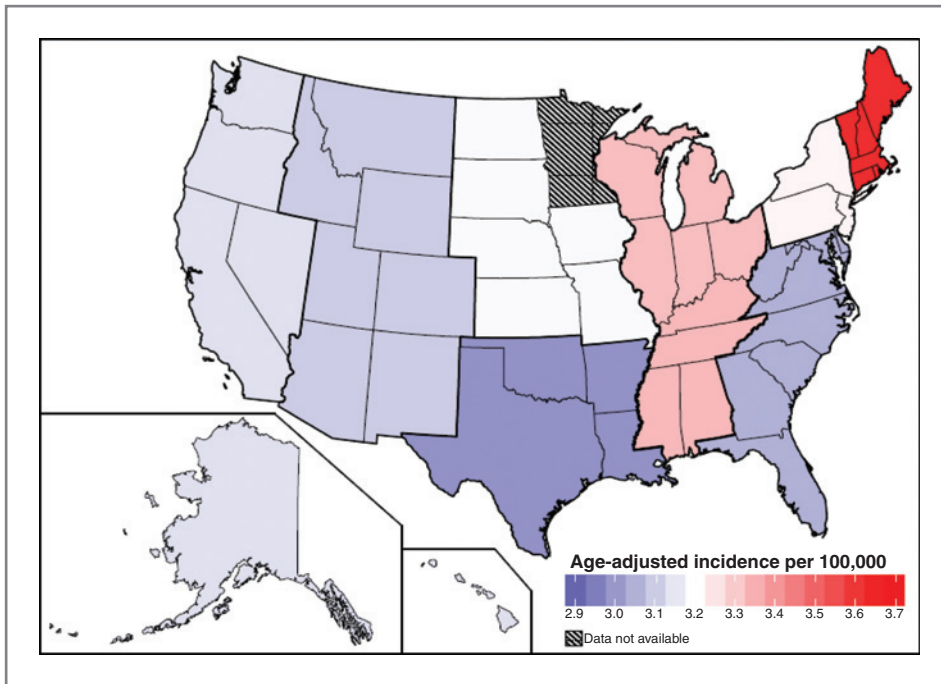 Age-adjusted incidence per 100,000
2.9 3.0 3.1 3.2 3.3 3.4 3.5 3.6 3.7
Data not available